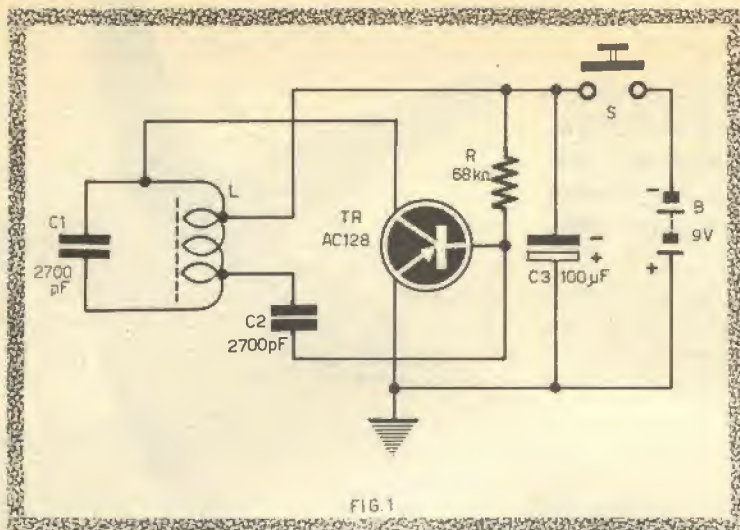 S
L
R
68kΩ
TR
AC128
C1
2700
pF
C2
2700pF
-
+
C3 100µF
-
B
9V
+
FIG.1